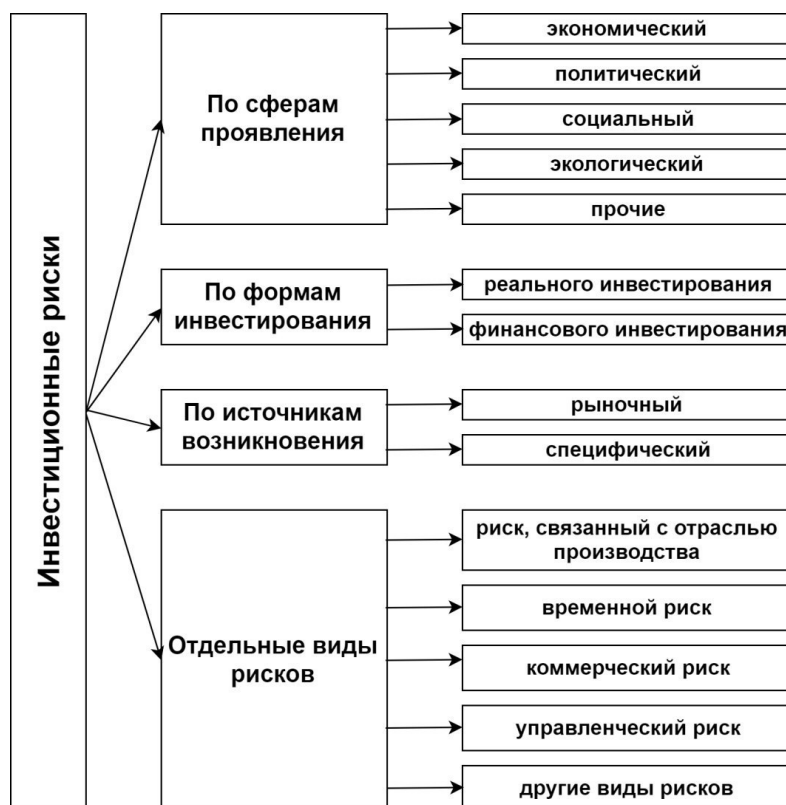 Инвестиционные риски
По сферам
проявления
экономический
политический
социальный
экологический
прочие
По формам
инвестирования
реального инвестирования
финансового инвестирования
По источникам
возникновения
рыночный
специфический
Отдельные виды
рисков
риск, связанный с отраслью
производства
временной риск
коммерческий риск
управленческий риск
другие виды рисков